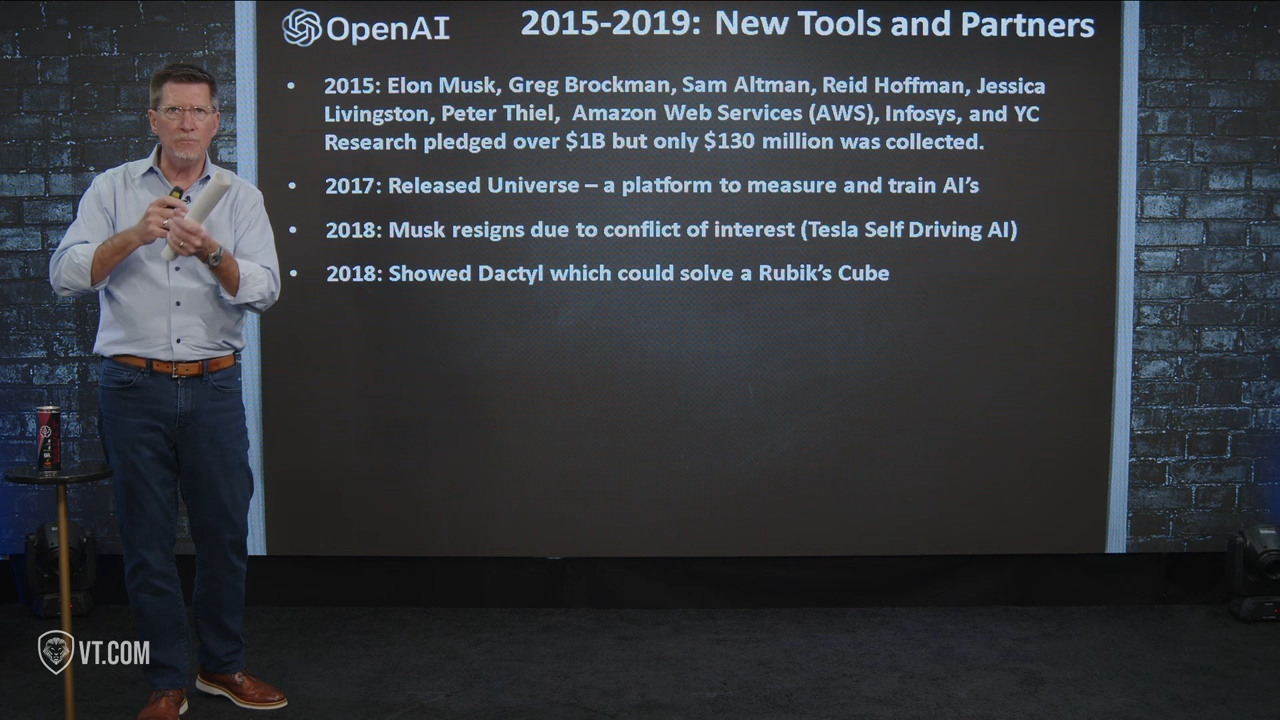 OpenAI
2015-2019: New Tools and Partners
• 2015: Elon Musk, Greg Brockman, Sam Altman, Reid Hoffman, Jessica
Livingston, Peter Thiel, Amazon Web Services (AWS), Infosys, and YC
Research pledged over $1B but only $130 million was collected.
• 2017: Released Universe – a platform to measure and train AI’s
• 2018: Musk resigns due to conflict of interest (Tesla Self Driving AI)
• 2018: Showed Dactyl which could solve a Rubik’s Cube
VT.COM